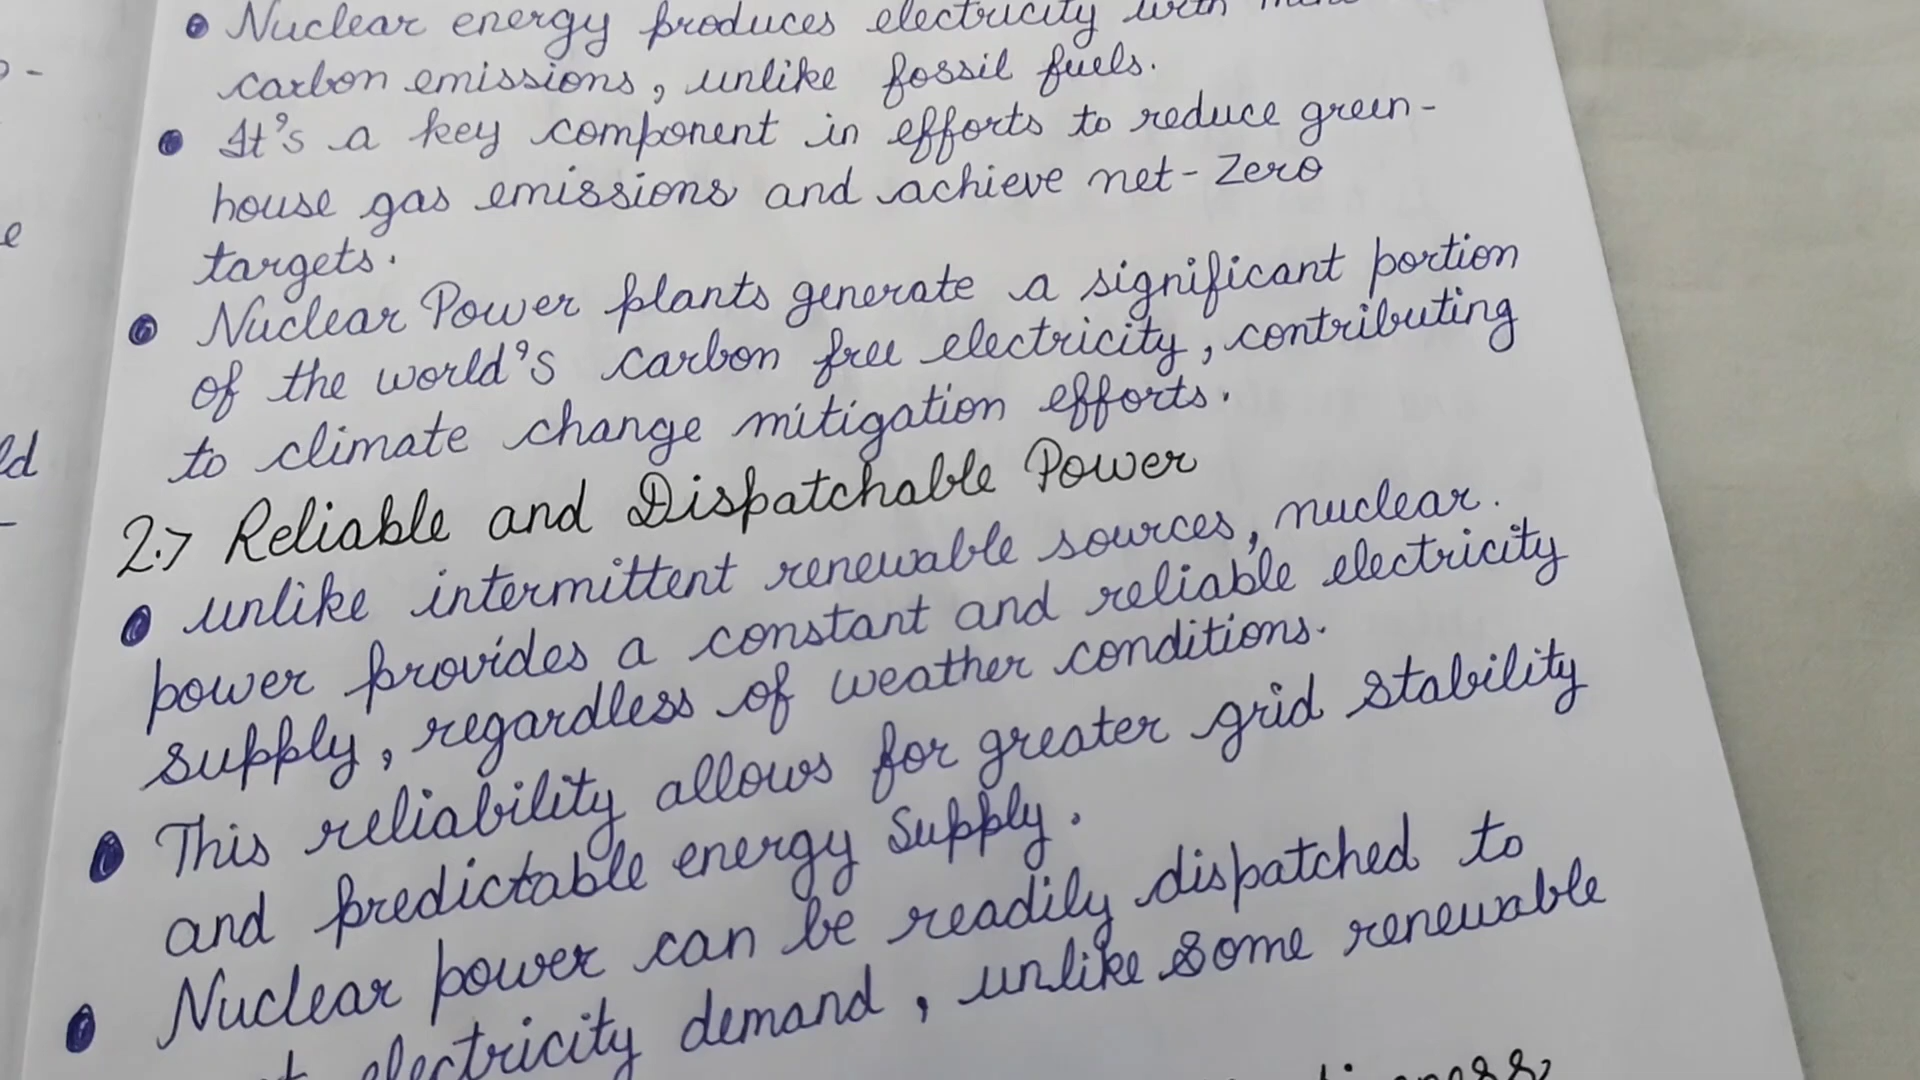 • Nuclear energy produces electricity with
carbon emissions, unlike fossil fuels.
• It's a key component in efforts to reduce green-
house gas emissions and achieve net-Zero
targets.
• Nuclear Power plants generate a significant portion
of the world's carbon free electricity, contributing
to climate change mitigation efforts.
2.> Reliable and Dispatchable Power
• unlike intermittent renewable sources, nuclear.
power provides a constant and reliable electricity
supply, regardless of weather conditions.
• This reliability allows for greater grid stability
and predictable energy Supply.
• Nuclear power can be readily dispatched to
electricity demand, unlike some renewable